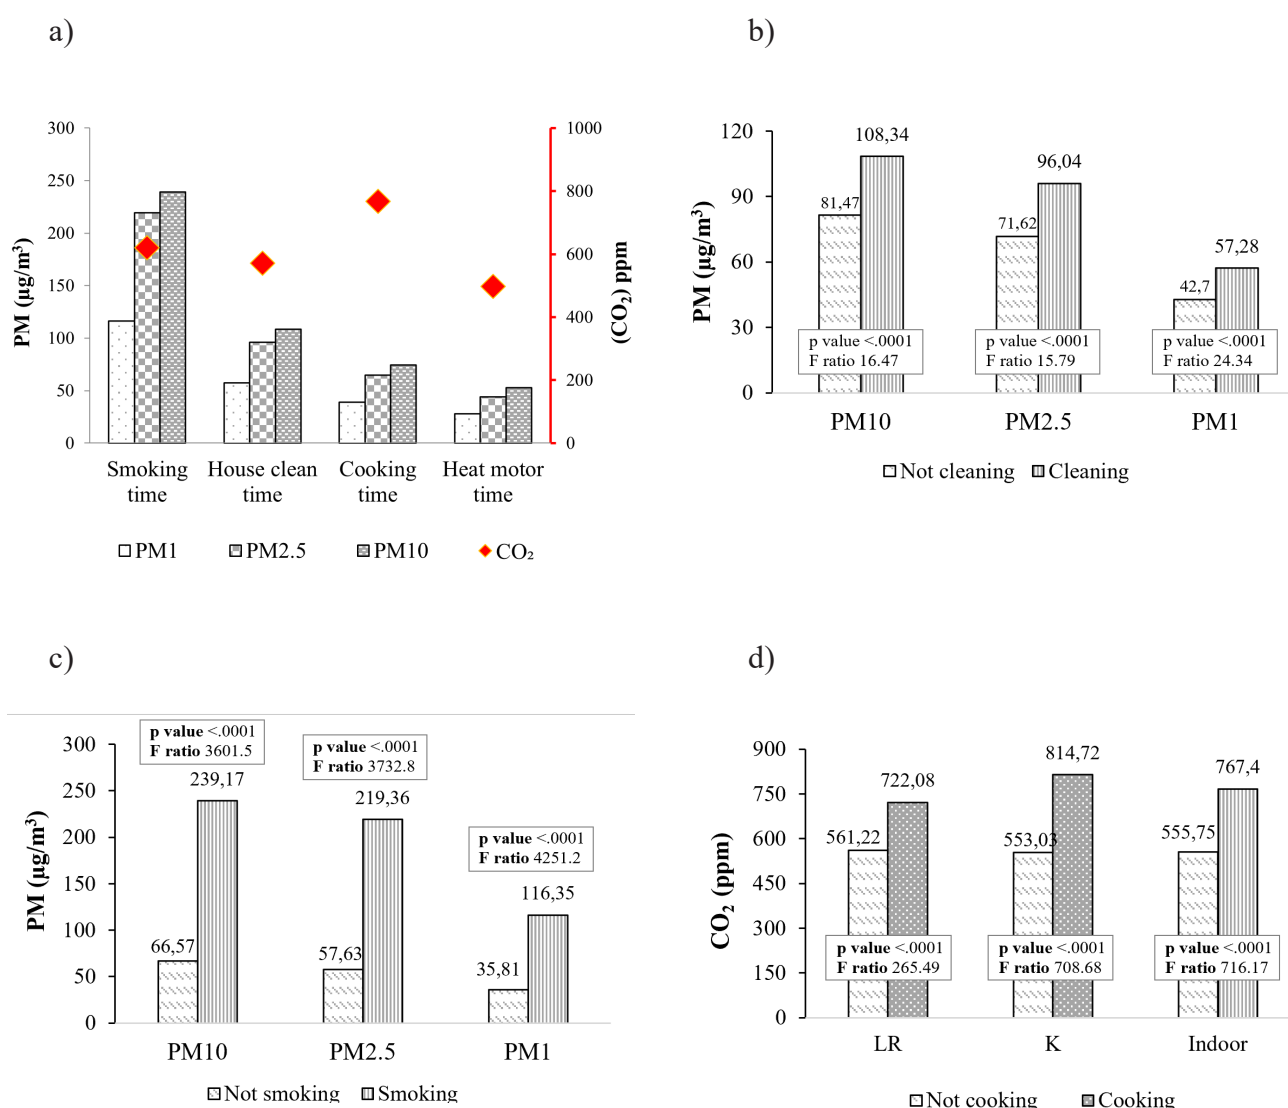 a)
300
250
200
150
100
50
0
PM (µg/m³)
1000
800
600
400
200
0
(CO₂) ppm
Smoking time
House clean time
Cooking time
Heat motor time
PM1
PM2.5
PM10
CO₂
b)
120
90
60
30
0
PM (µg/m³)
108,34
81,47
96,04
71,62
57,28
42,7
p value <.0001
F ratio 16.47
p value <.0001
F ratio 15.79
p value <.0001
F ratio 24.34
PM10
PM2.5
PM1
Not cleaning
Cleaning
c)
300
250
200
150
100
50
0
PM (µg/m³)
p value <.0001
F ratio 3601.5
239,17
66,57
p value <.0001
F ratio 3732.8
219,36
57,63
p value <.0001
F ratio 4251.2
116,35
35,81
PM10
PM2.5
PM1
Not smoking
Smoking
d)
900
750
600
450
300
150
0
CO₂ (ppm)
722,08
561,22
814,72
553,03
767,4
555,75
p value <.0001
F ratio 265.49
p value <.0001
F ratio 708.68
p value <.0001
F ratio 716.17
LR
K
Indoor
Not cooking
Cooking